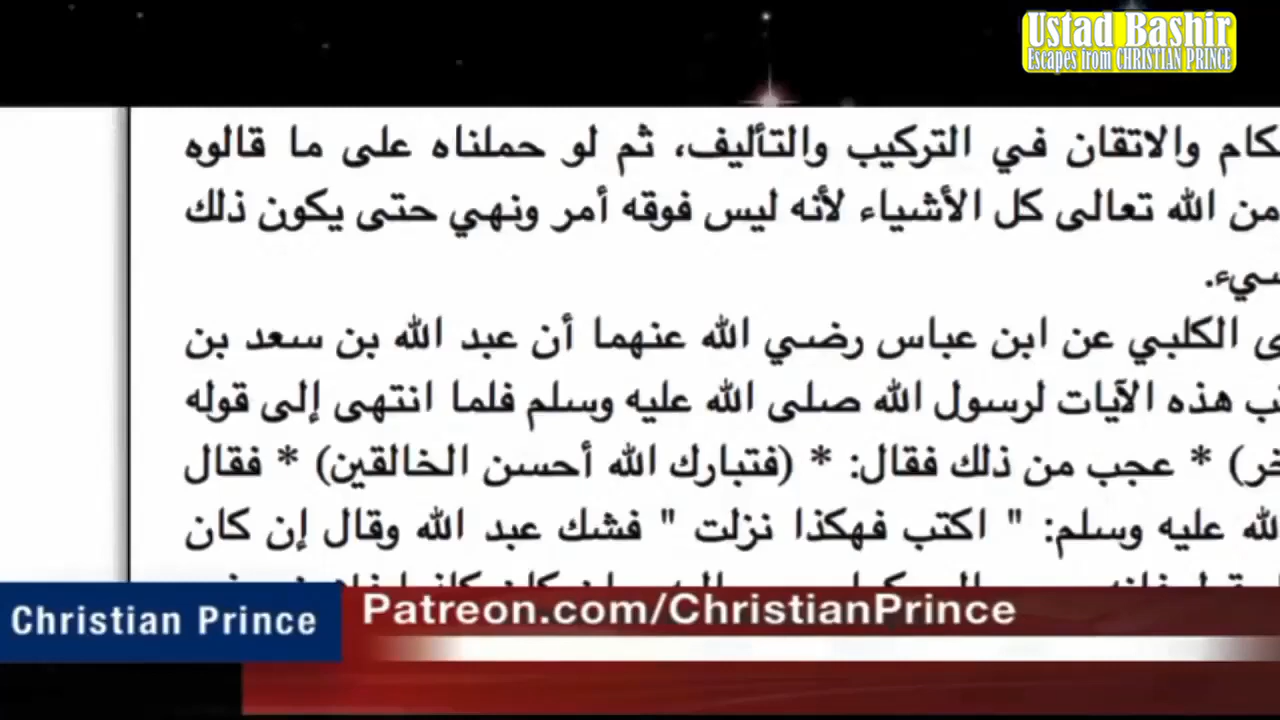 Ustad Bashir
Escapes from CHRISTIAN PRINCE
والاتقان في التركيب والتأليف، ثم لو حملناه على ما قالوه
من الله تعالى كل الأشياء لأنه ليس فوقه أمر ونهي حتى يكون ذلك
الكلبي عن ابن عباس رضي الله عنهما أن عبد الله بن سعد بن
هذه الآيات لرسول الله صلى الله عليه وسلم فلما انتهى إلى قوله
* عجب من ذلك فقال: * (فتبارك الله أحسن الخالقين) * فقال
الله عليه وسلم: " اكتب فهكذا نزلت " فشك عبد الله وقال إن كان
Patreon.com/ChristianPrince
Christian Prince